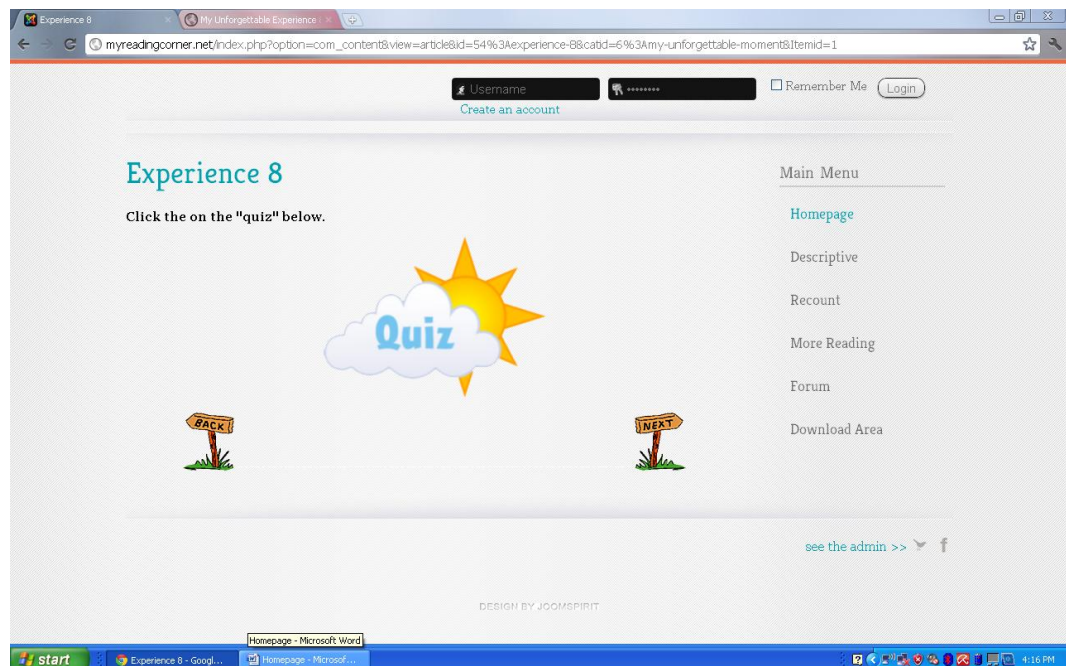 Experience 8
My Unforgettable Experience
myreadingcorner.net/index.php?option=com_content&view=article&id=54%3Aexperience-8&catid=6%3Amy-unforgettable-moment&Itemid=1
Username
Remember Me
Login
Create an account
Experience 8
Click the on the "quiz" below.
Quiz
BACK
NEXT
Main Menu
Homepage
Descriptive
Recount
More Reading
Forum
Download Area
see the admin >>
DESIGN BY JOOMSPIRIT
Homepage - Microsoft Word
start
Experience 8 - Googl...
Homepage - Microsof...
4:16 PM